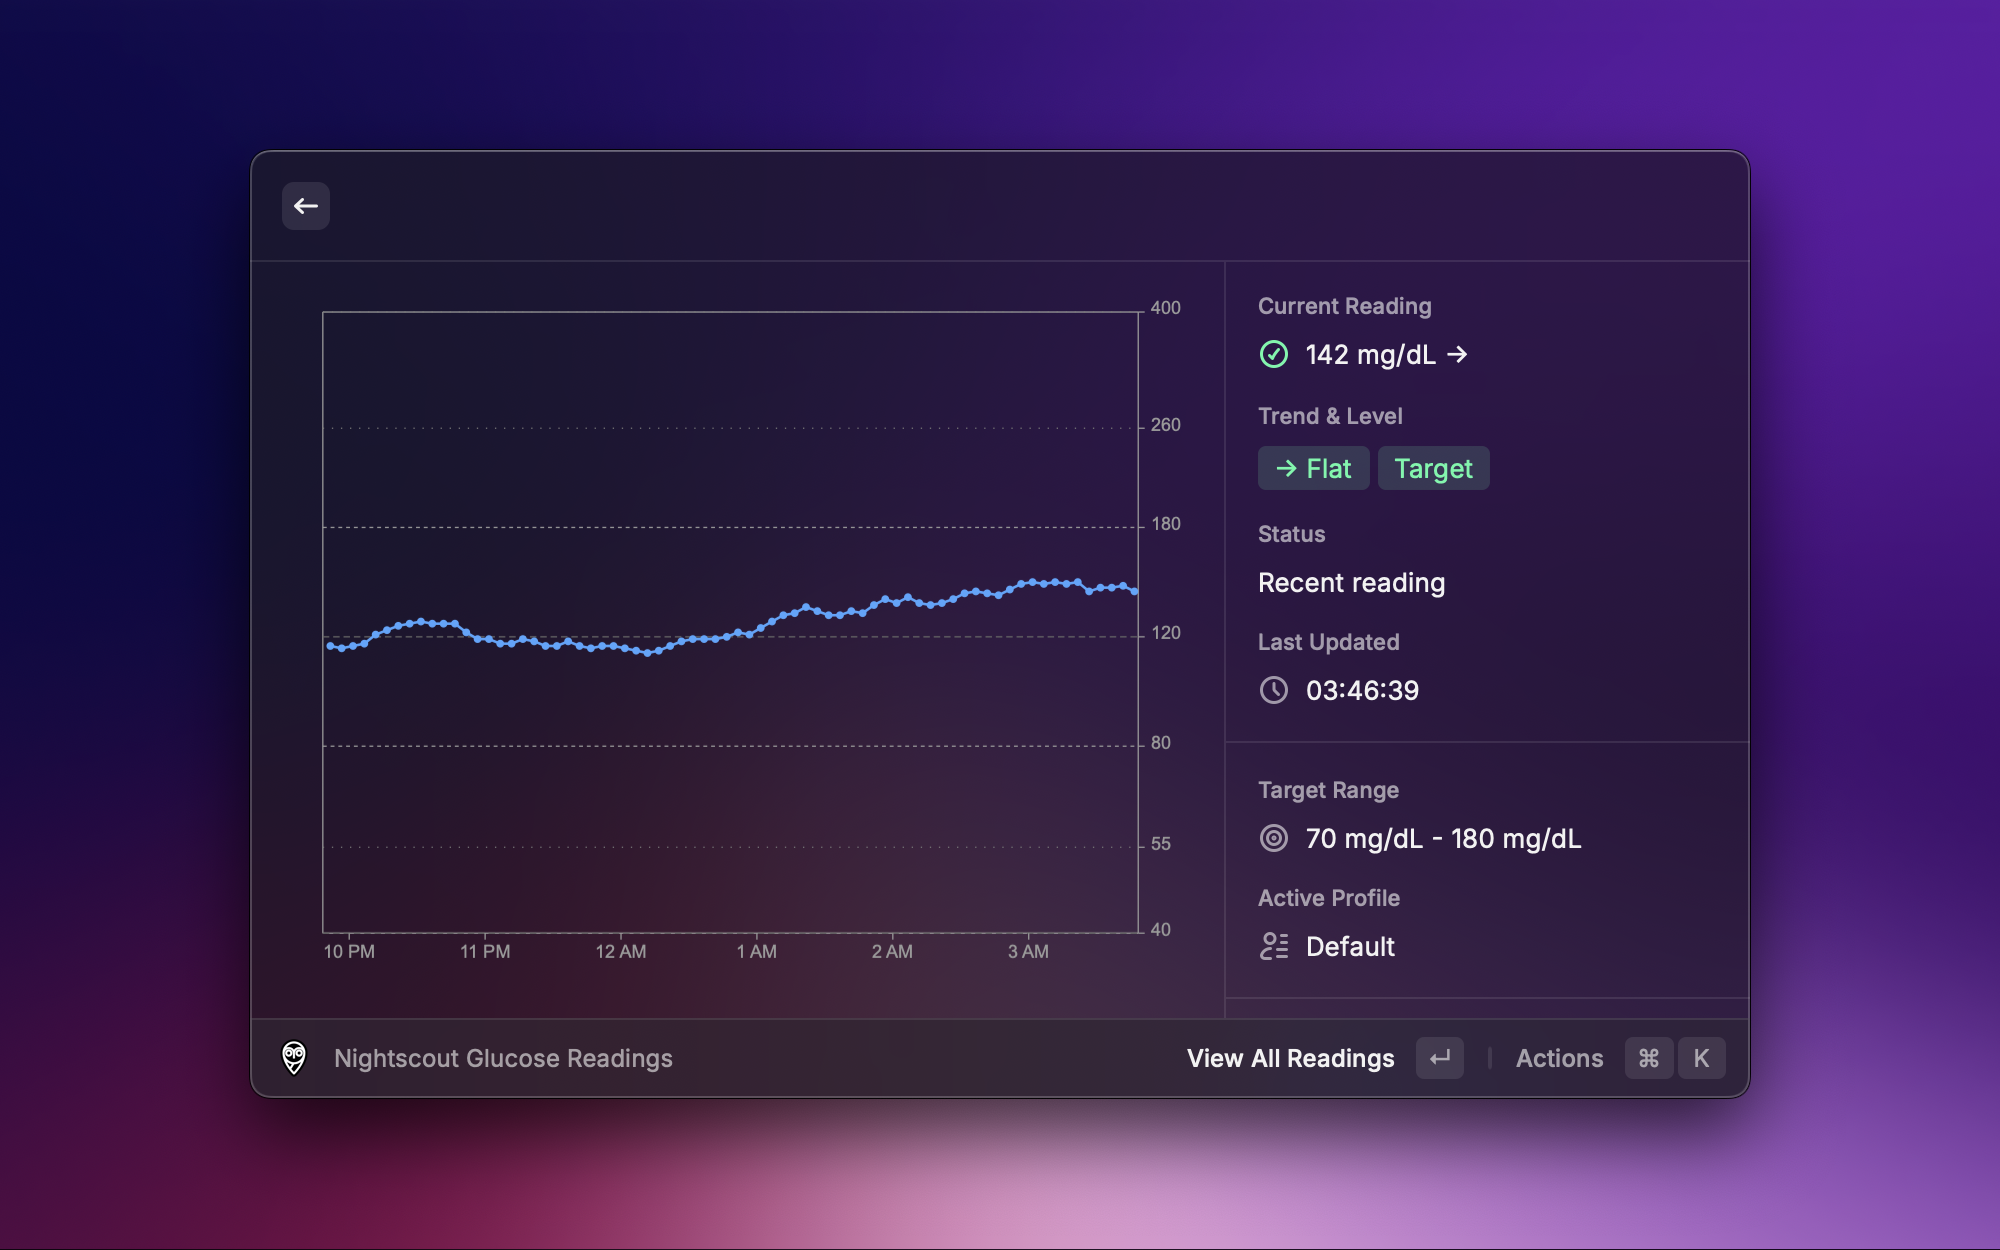 400
260
180
120
80
55
40
10 PM 11 PM 12 AM 1 AM 2 AM 3 AM
Current Reading
142 mg/dL →
Trend & Level
→ Flat Target
Status
Recent reading
Last Updated
03:46:39
Target Range
70 mg/dL - 180 mg/dL
Active Profile
Default
Nightscout Glucose Readings View All Readings ↵ Actions ⌘ K